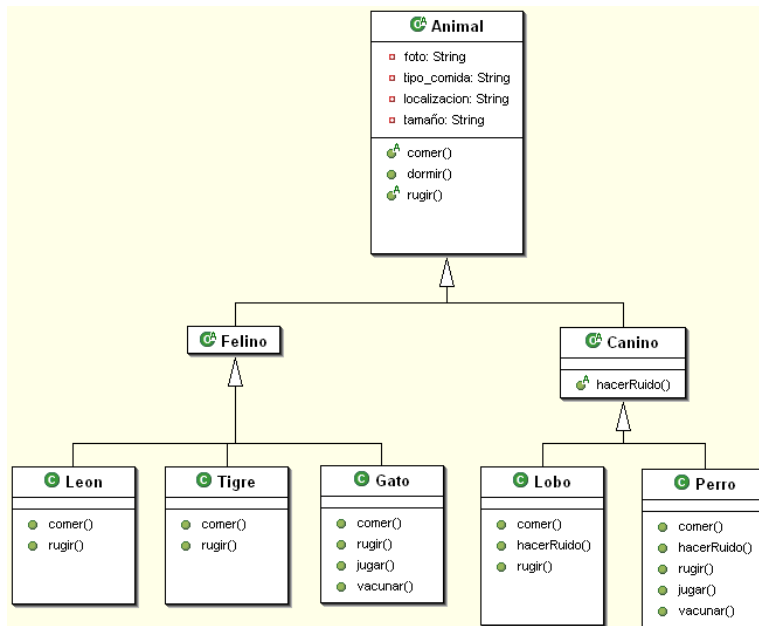 Animal
foto: String
tipo_comida: String
localizacion: String
tamaño: String
comer()
dormir()
rugir()
Felino
Canino
hacerRuido()
Leon
comer()
rugir()
Tigre
comer()
rugir()
Gato
comer()
rugir()
jugar()
vacunar()
Lobo
comer()
hacerRuido()
rugir()
Perro
comer()
hacerRuido()
rugir()
jugar()
vacunar()